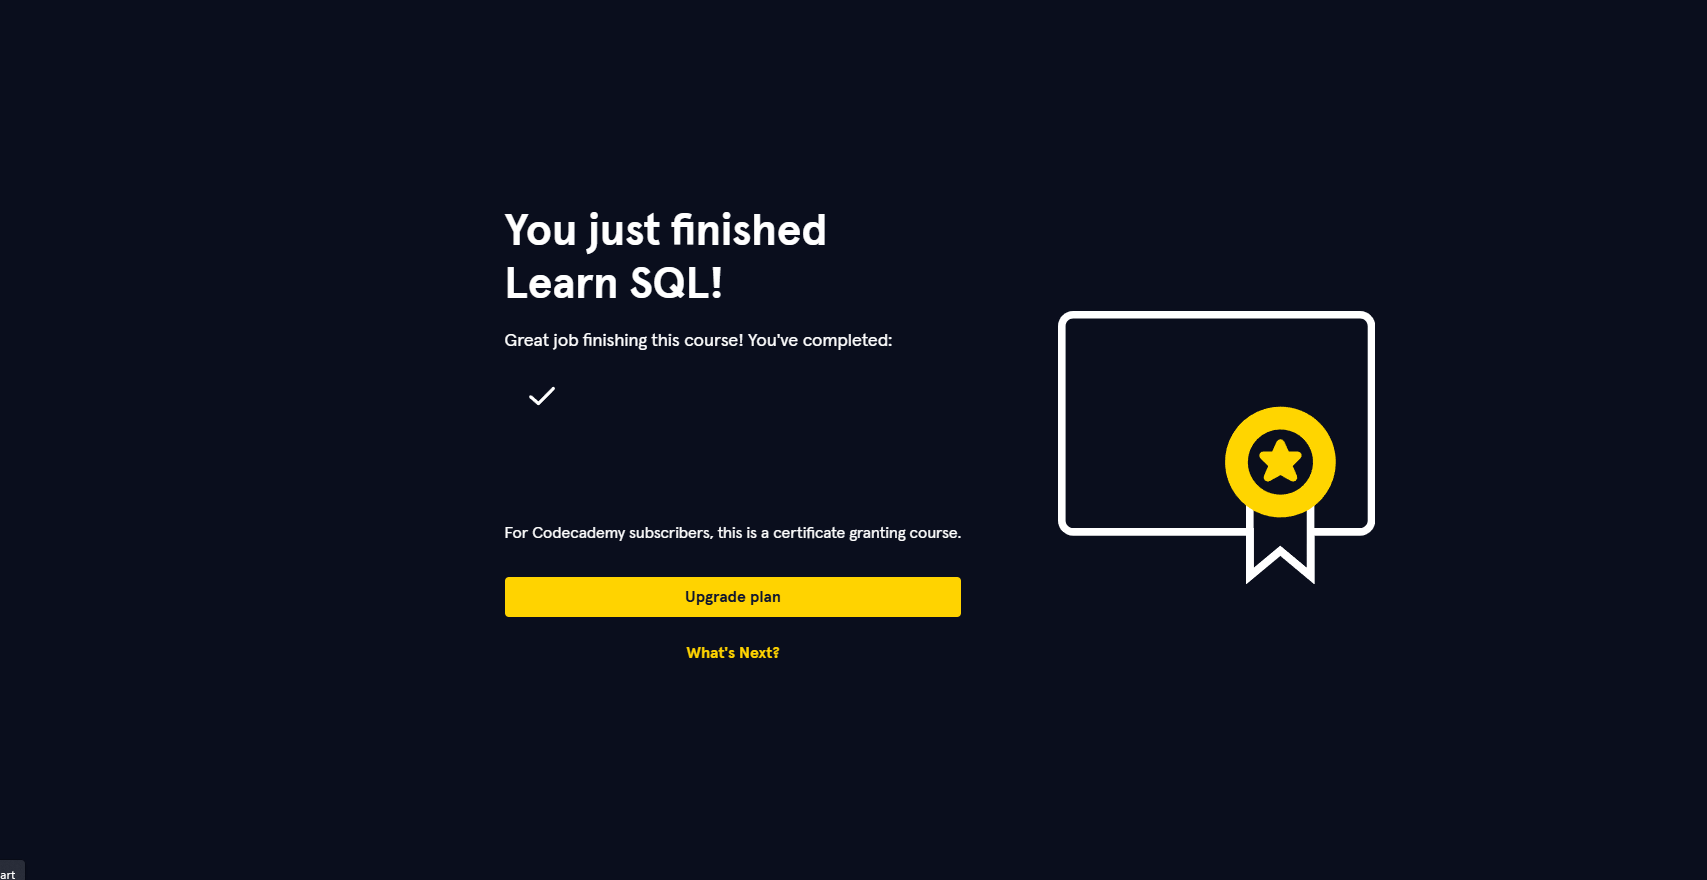 You just finished
Learn SQL!
Great job finishing this course! You've completed:
For Codecademy subscribers, this is a certificate granting course.
Upgrade plan
What's Next?
art